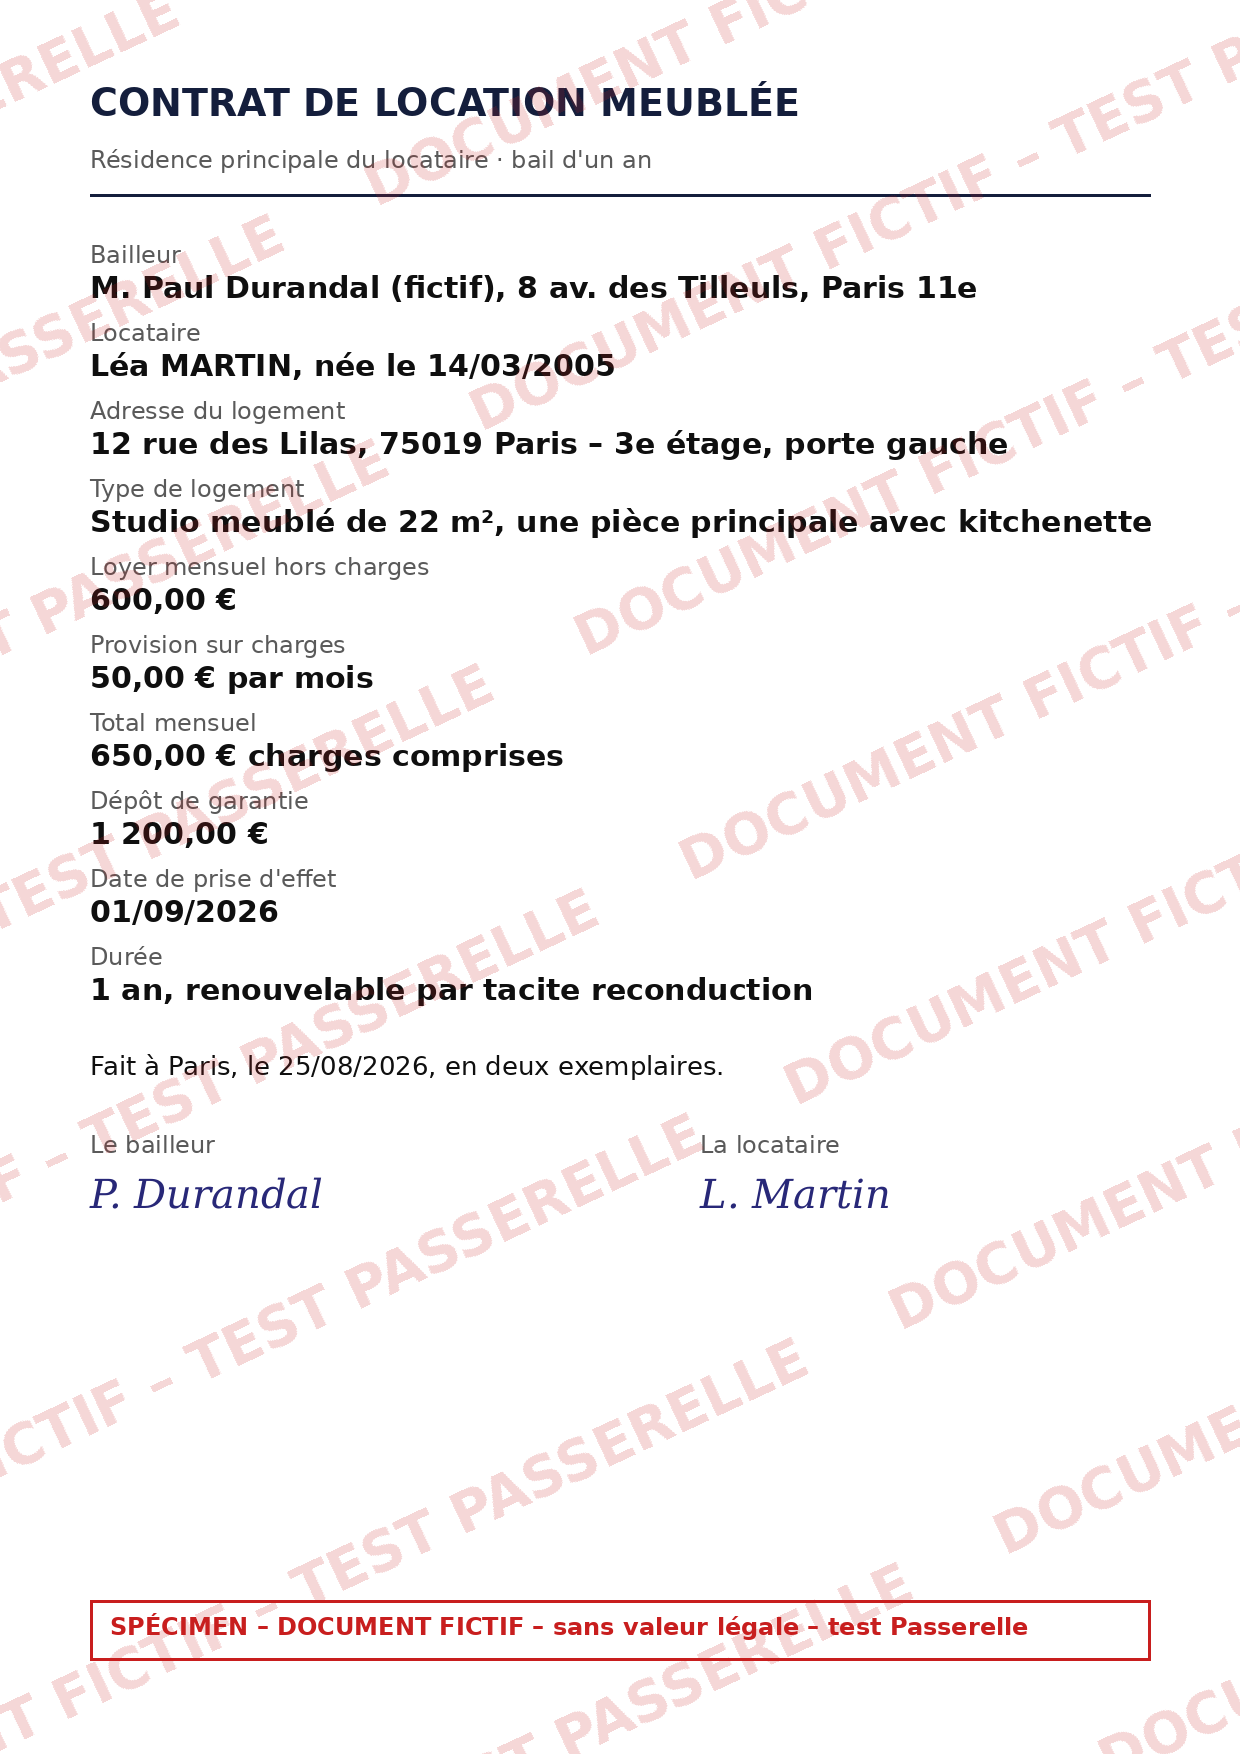 CONTRAT DE LOCATION MEUBLÉE
Résidence principale du locataire · bail d'un an
Bailleur
M. Paul Durandal (fictif), 8 av. des Tilleuls, Paris 11e
Locataire
Léa MARTIN, née le 14/03/2005
Adresse du logement
12 rue des Lilas, 75019 Paris – 3e étage, porte gauche
Type de logement
Studio meublé de 22 m², une pièce principale avec kitchenette
Loyer mensuel hors charges
600,00 €
Provision sur charges
50,00 € par mois
Total mensuel
650,00 € charges comprises
Dépôt de garantie
1 200,00 €
Date de prise d'effet
01/09/2026
Durée
1 an, renouvelable par tacite reconduction
Fait à Paris, le 25/08/2026, en deux exemplaires.
Le bailleur
La locataire
P. Durandal
L. Martin
SPÉCIMEN – DOCUMENT FICTIF – sans valeur légale – test Passerelle
DOCUMENT FICTIF – TEST PASSERELLE